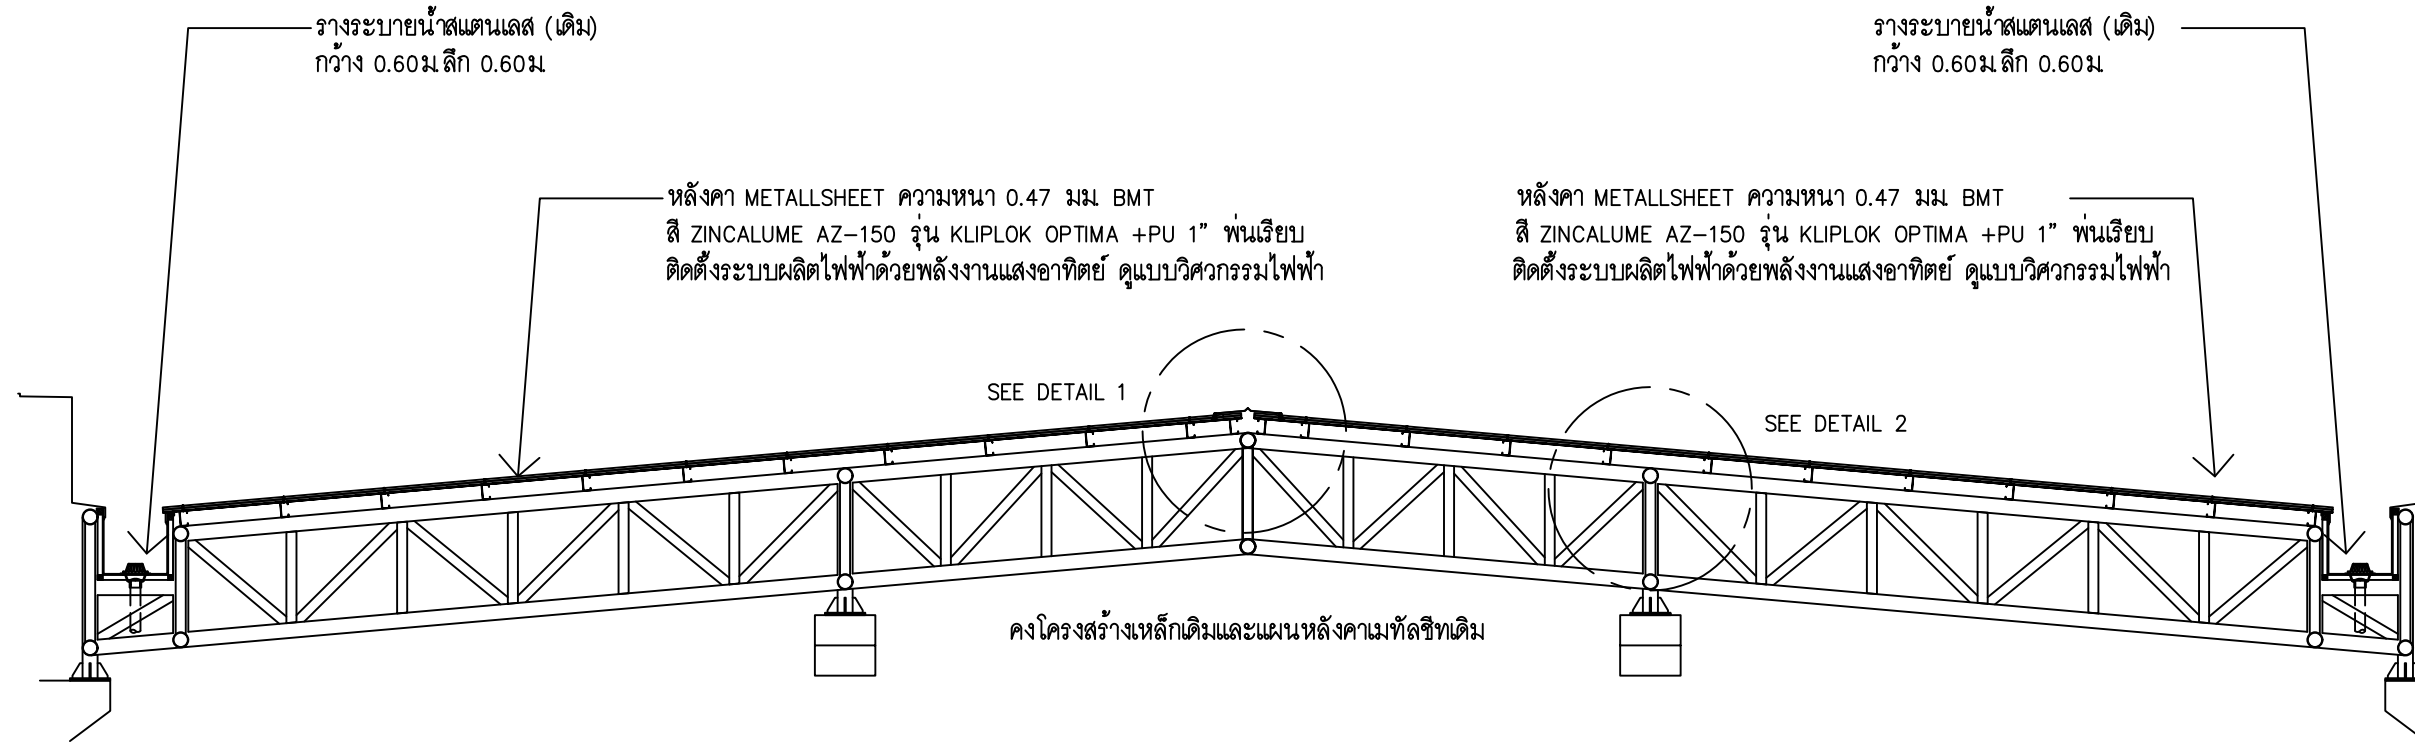 รางระบายน้ำสแตนเลส (เดิม)
กว้าง 0.60ม.ลึก 0.60ม.
รางระบายน้ำสแตนเลส (เดิม)
กว้าง 0.60ม.ลึก 0.60ม.
หลังคา METALLSHEET ความหนา 0.47 มม. BMT
สี ZINCALUME AZ-150 รุ่น KLIPLOK OPTIMA +PU 1” พ่นเรียบ
ติดตั้งระบบผลิตไฟฟ้าด้วยพลังงานแสงอาทิตย์ ดูแบบวิศวกรรมไฟฟ้า
หลังคา METALLSHEET ความหนา 0.47 มม. BMT
สี ZINCALUME AZ-150 รุ่น KLIPLOK OPTIMA +PU 1” พ่นเรียบ
ติดตั้งระบบผลิตไฟฟ้าด้วยพลังงานแสงอาทิตย์ ดูแบบวิศวกรรมไฟฟ้า
SEE DETAIL 1
SEE DETAIL 2
คงโครงสร้างเหล็กเดิมและแผนหลังคาเมทัลชีทเดิม